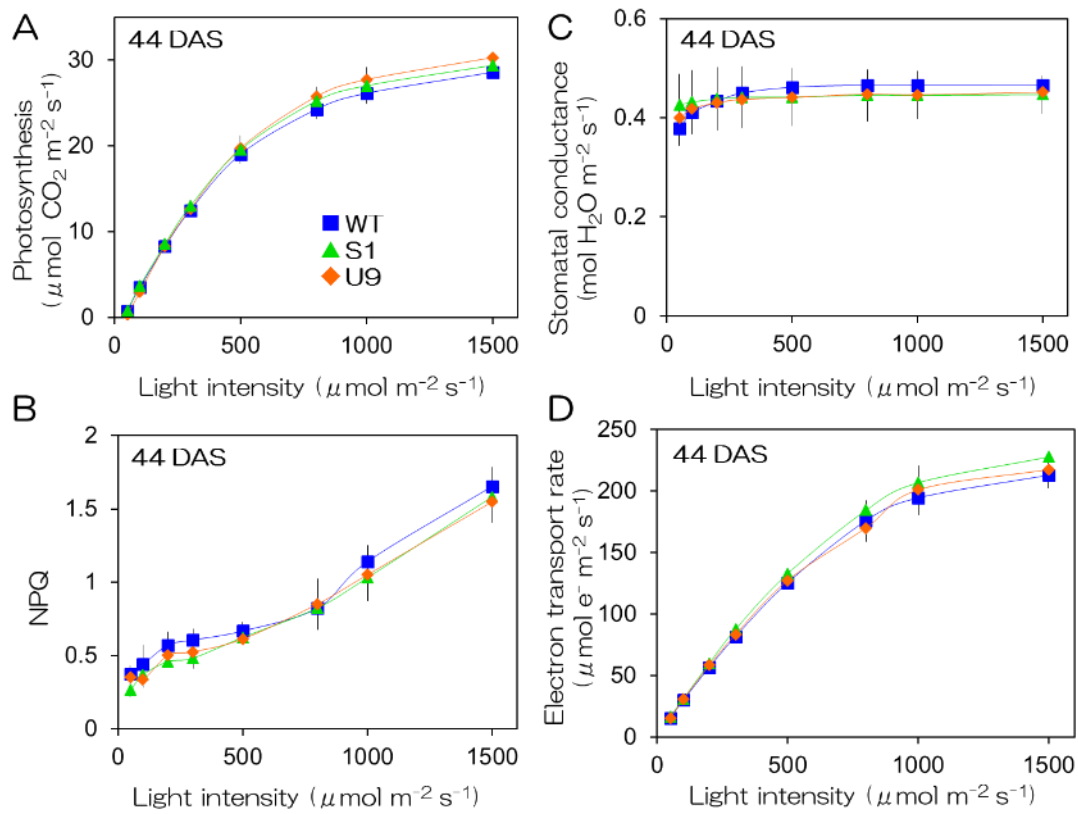 A
44 DAS
Photosynthesis
(μmol CO₂ m⁻² s⁻¹)
30
20
10
0
WT
S1
U9
0 500 1000 1500
Light intensity (μmol m⁻² s⁻¹)
C
44 DAS
Stomatal conductance
(mol H₂O m⁻² s⁻¹)
0.6
0.4
0.2
0
0 500 1000 1500
Light intensity (μmol m⁻² s⁻¹)
B
44 DAS
NPQ
2
1.5
1
0.5
0
0 500 1000 1500
Light intensity (μmol m⁻² s⁻¹)
D
44 DAS
Electron transport rate
(μmol e⁻ m⁻² s⁻¹)
250
200
150
100
50
0
0 500 1000 1500
Light intensity (μmol m⁻² s⁻¹)